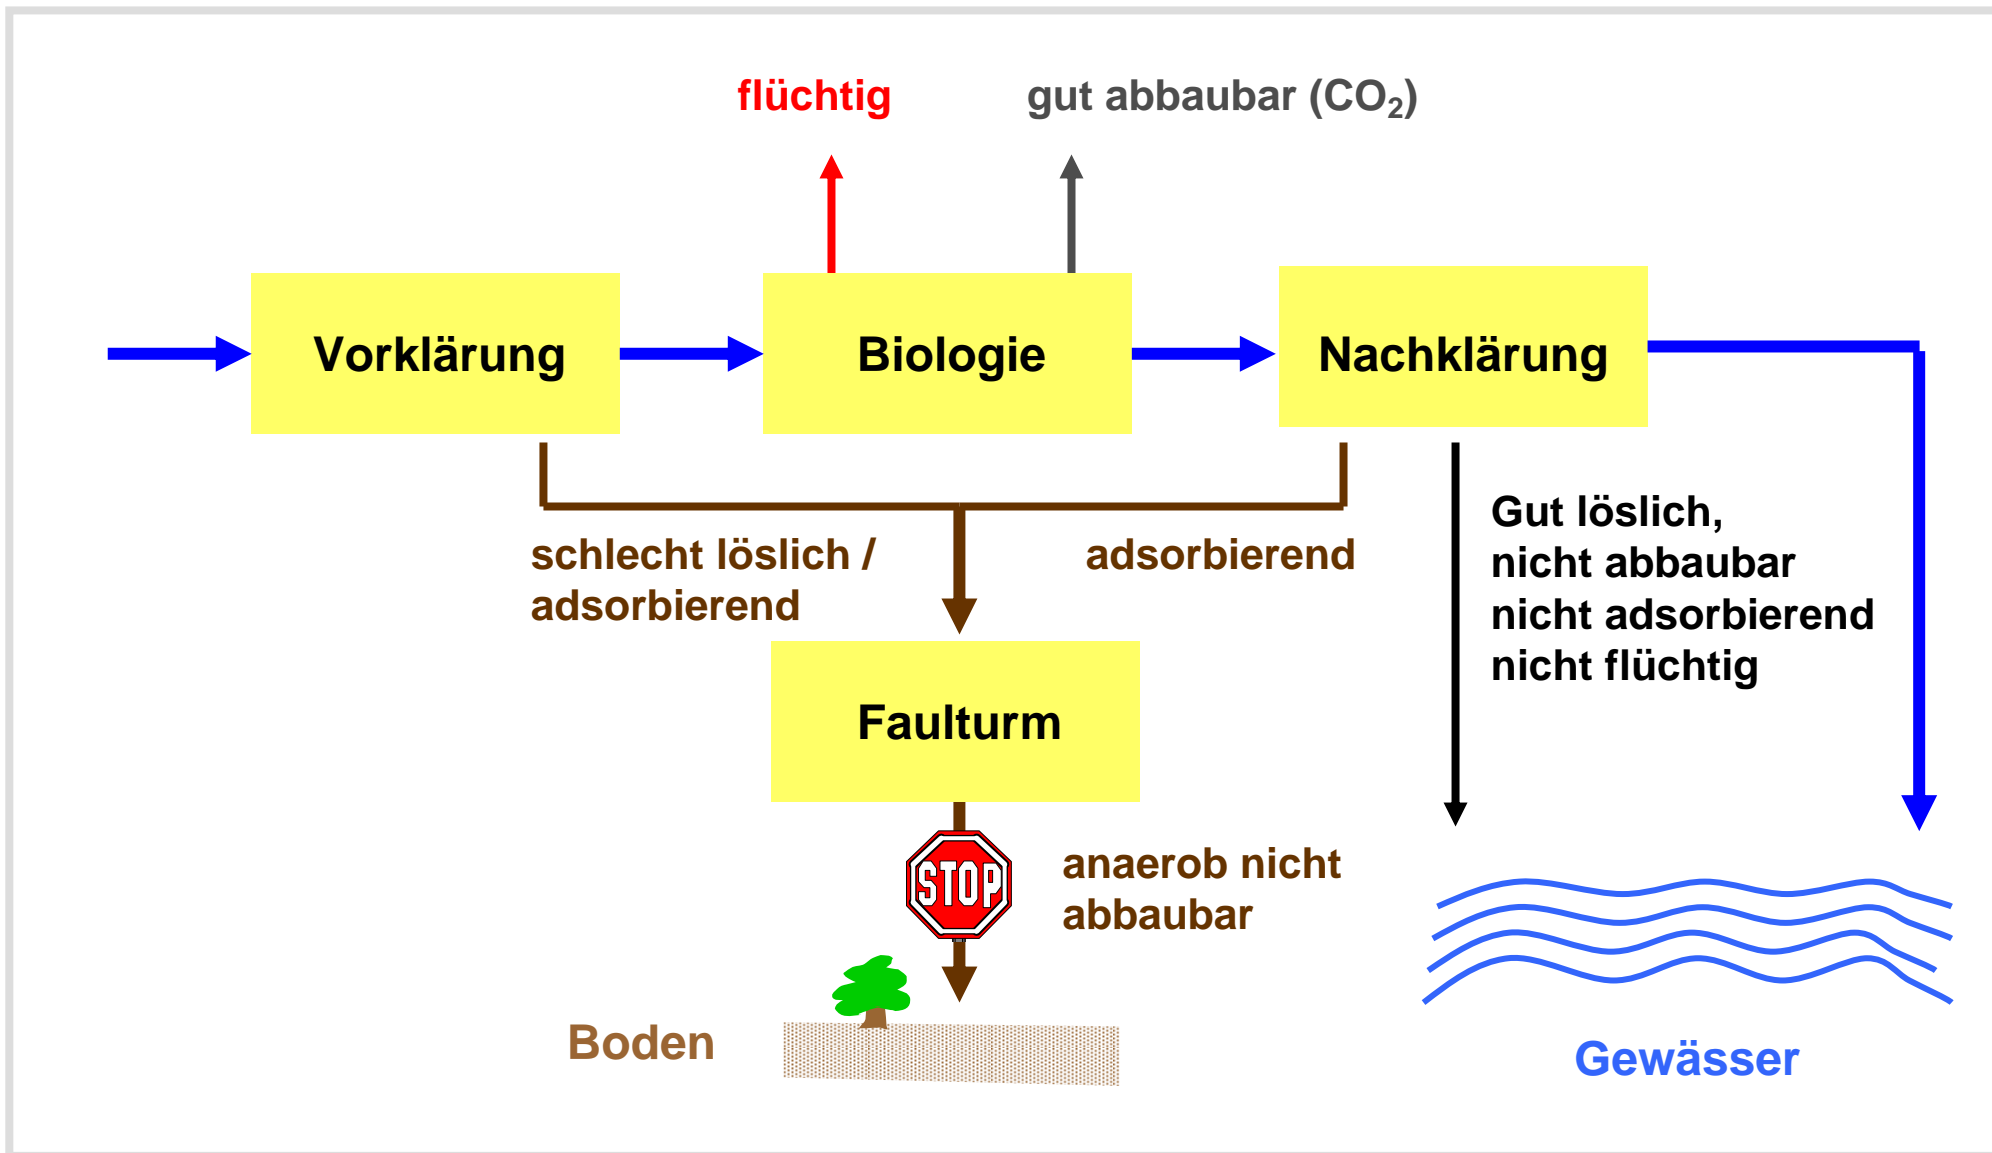 flüchtig
gut abbaubar (CO₂)
Vorklärung
Biologie
Nachklärung
schlecht löslich /
adsorbierend
adsorbierend
Gut löslich,
nicht abbaubar
nicht adsorbierend
nicht flüchtig
Faulturm
STOP
anaerob nicht
abbaubar
Boden
Gewässer